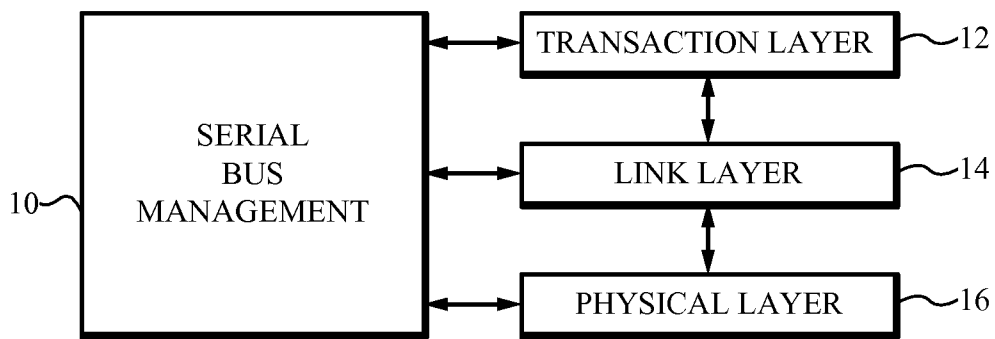 TRANSACTION LAYER
12
SERIAL
BUS
MANAGEMENT
10
LINK LAYER
14
PHYSICAL LAYER
16